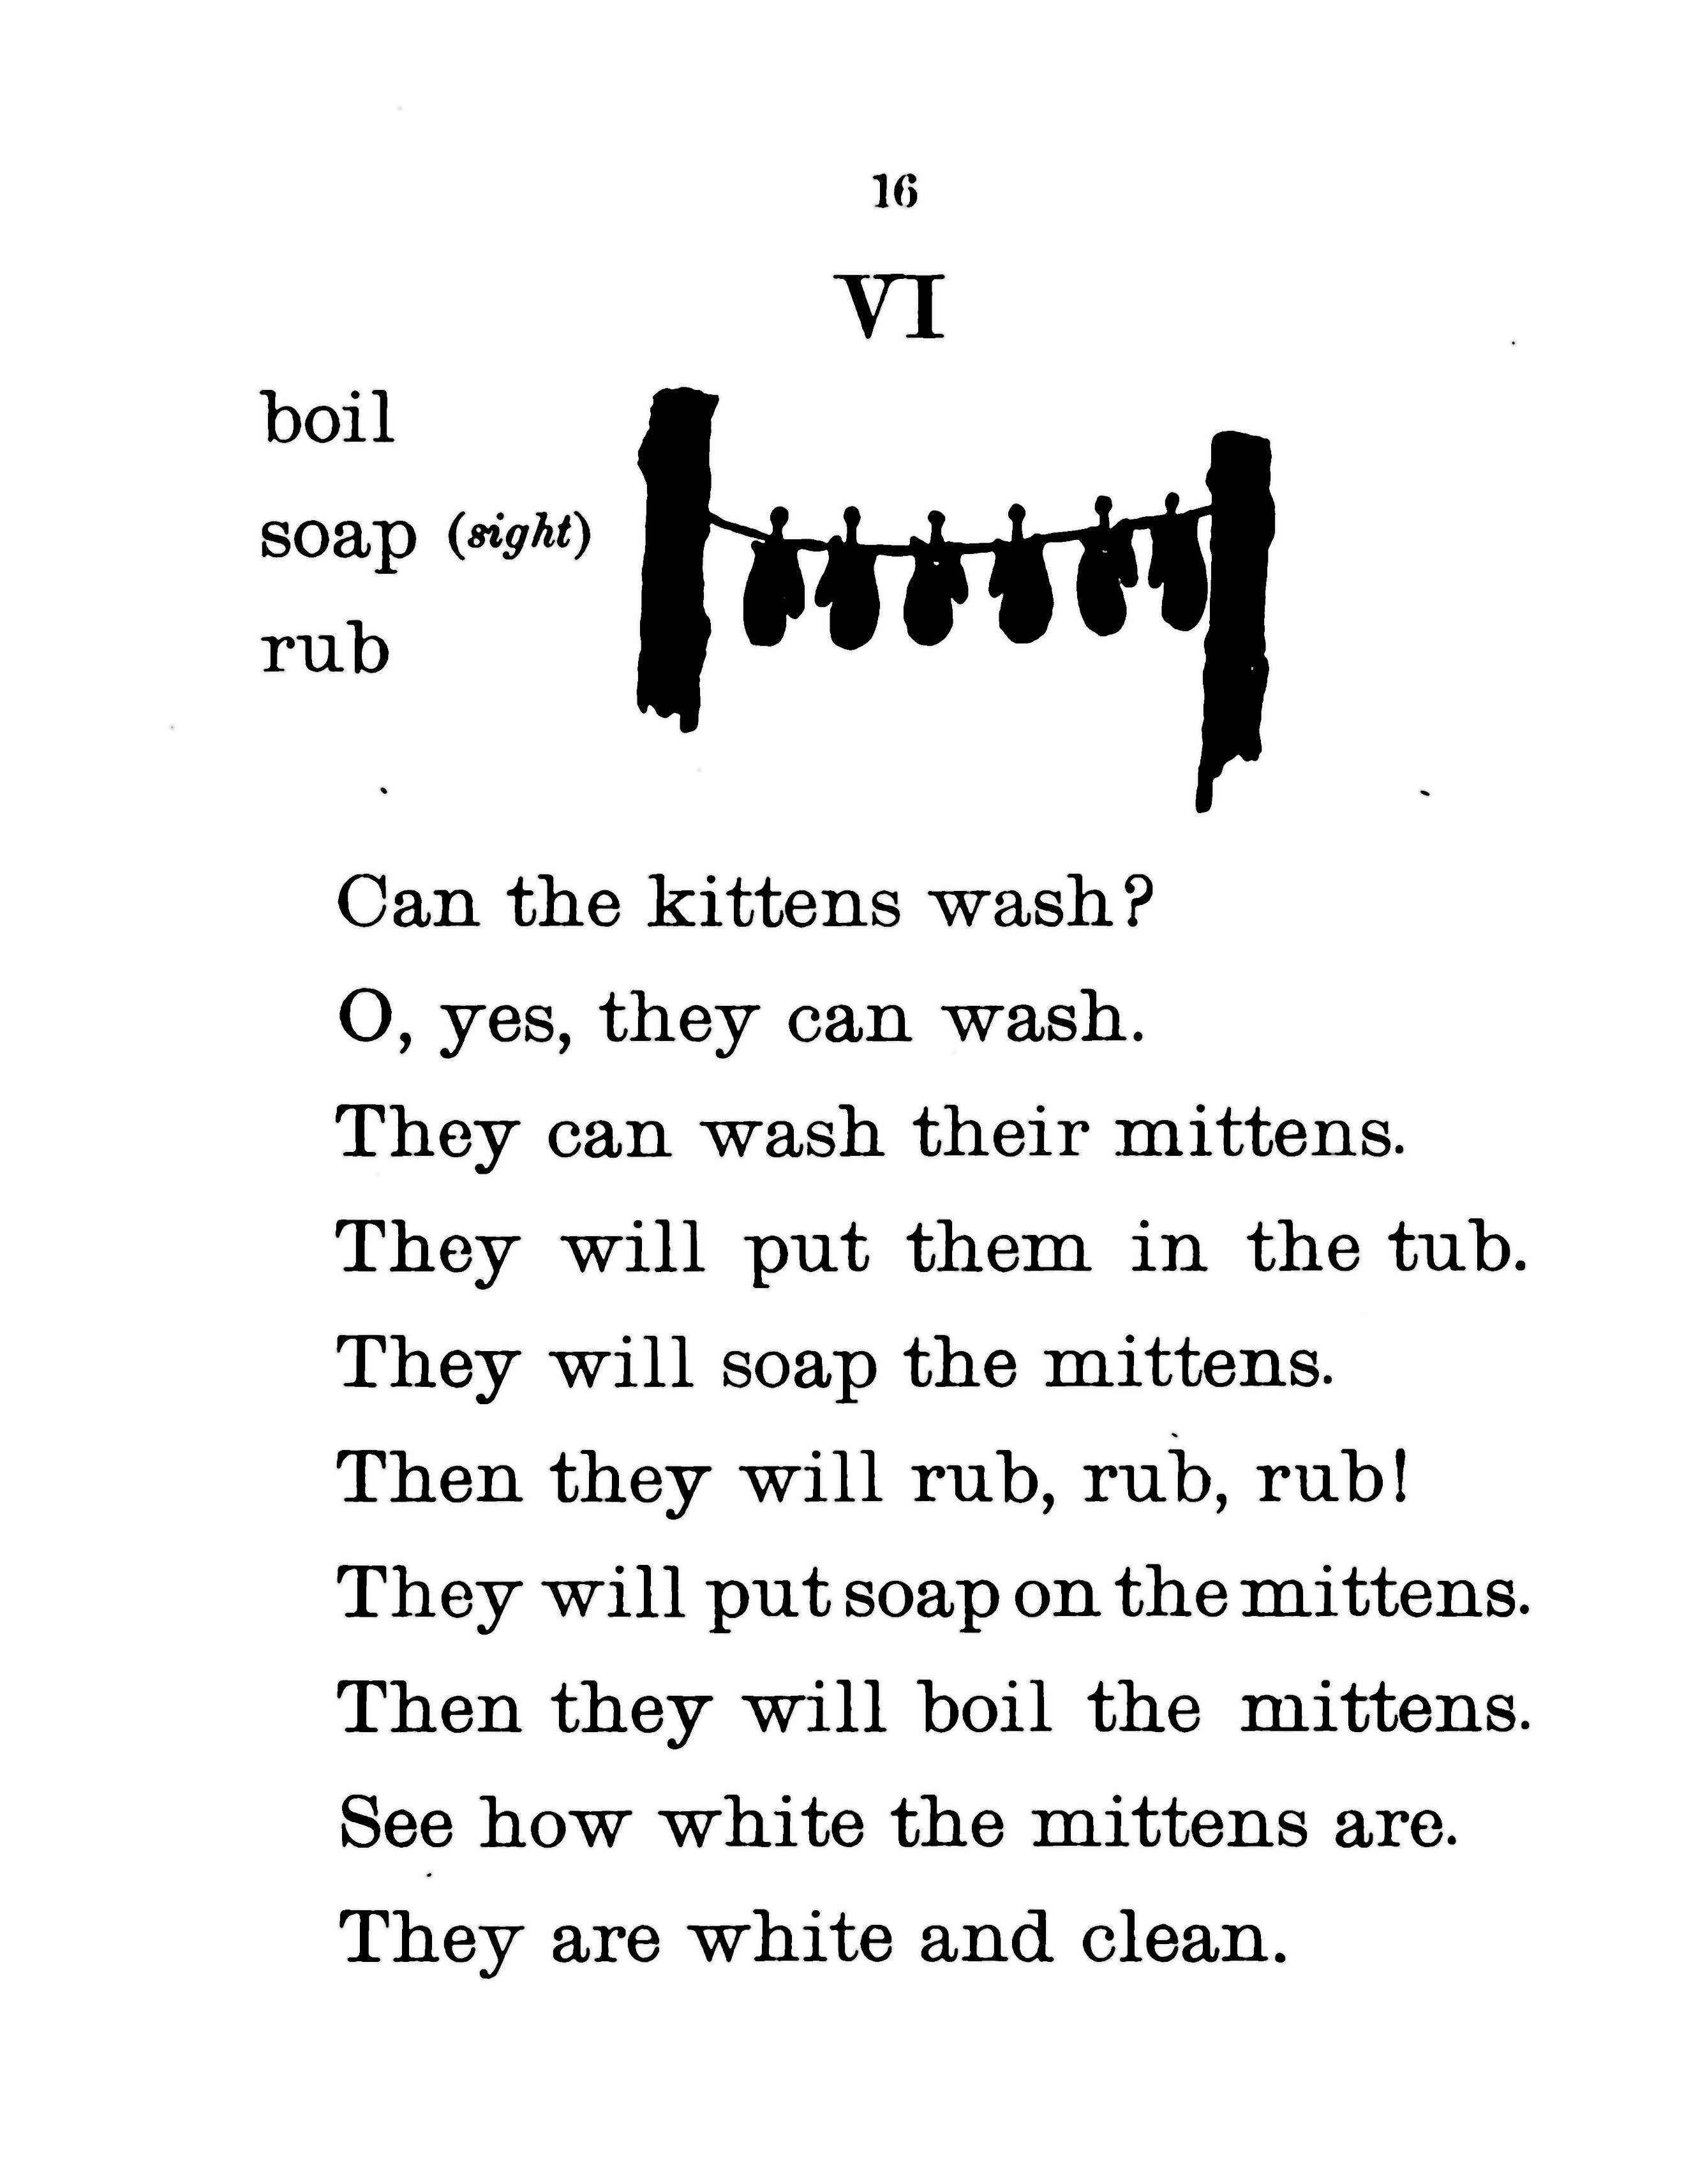 16
VI
boil
soap (sight)
rub
Can the kittens wash?
O, yes, they can wash.
They can wash their mittens.
They will put them in the tub.
They will soap the mittens.
Then they will rub, rub, rub!
They will put soap on the mittens.
Then they will boil the mittens.
See how white the mittens are.
They are white and clean.